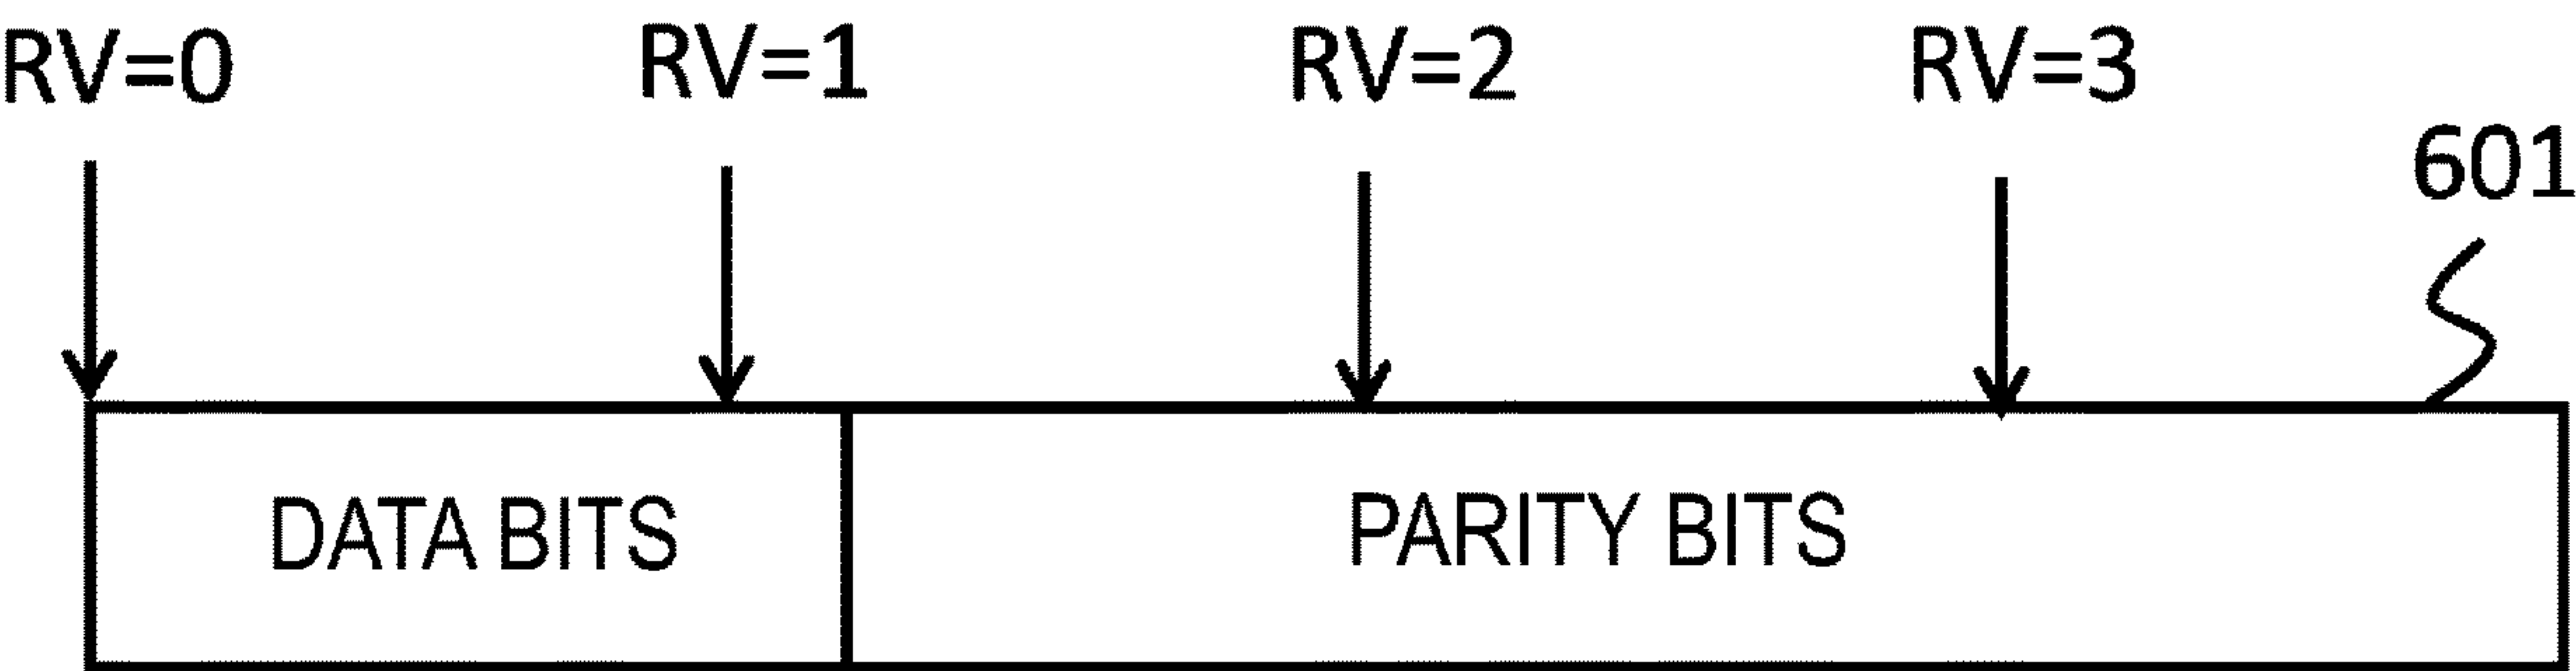 RV=0 RV=1 RV=2 RV=3
601
DATA BITS PARITY BITS